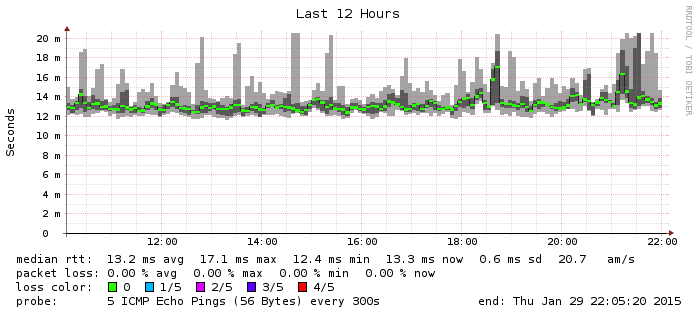 Last 12 Hours
RRDTOOL / TOBI OETIKER
Seconds
20 m
18 m
16 m
14 m
12 m
10 m
8 m
6 m
4 m
2 m
0
12:00 14:00 16:00 18:00 20:00 22:00
median rtt: 13.2 ms avg 17.1 ms max 12.4 ms min 13.3 ms now 0.6 ms sd 20.7 am/s
packet loss: 0.00 % avg 0.00 % max 0.00 % min 0.00 % now
loss color: 0 1/5 2/5 3/5 4/5
probe: 5 ICMP Echo Pings (56 Bytes) every 300s end: Thu Jan 29 22:05:20 2015